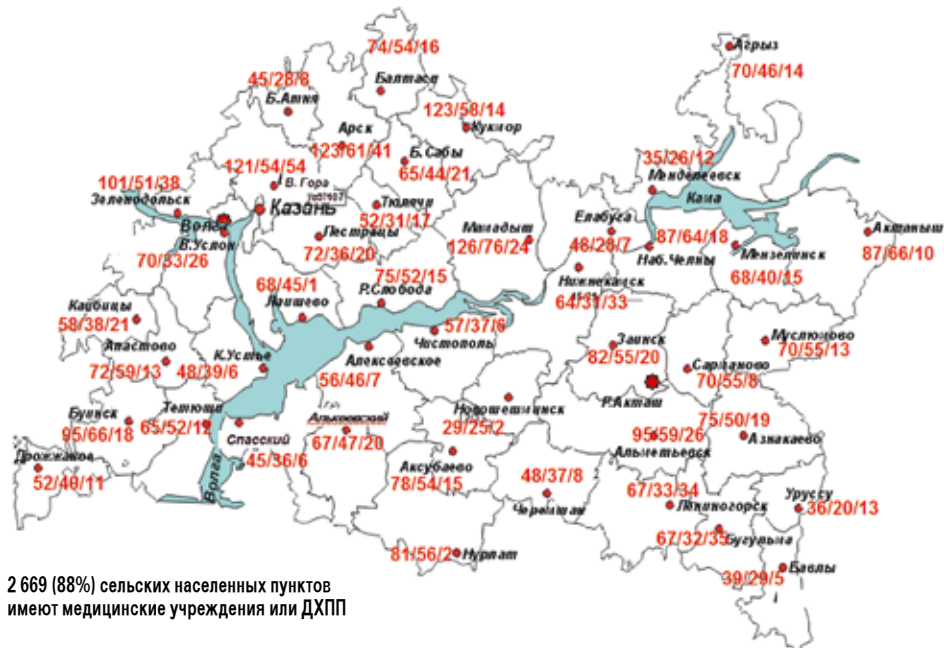 74/54/16
Агрыз
70/46/14
45/28/8
Балтаси
Б.Атня
123/58/14
Кукмор
Арск
123/61/41
Б.Сабы
65/44/21
35/26/12
Менделеевск
Кама
121/54/54
В. Гора
101/51/38
Зеленодольск
Казань
Тюлячи
52/31/17
Волга
В.Услон
Пестрецы
72/36/20
Мамадыш
126/76/24
Елабуга
48/28/7
87/64/18
Наб.Челны
Мензелинск
68/40/15
Актаныш
87/66/10
70/33/26
68/45/1
Лаишево
75/52/15
Р.Слобода
Нижнекамск
64/31/33
Кайбицы
58/38/21
57/37/6
Чистополь
Заинск
82/55/20
Муслюмово
70/55/13
Апастово
72/59/13
К.Устье
48/39/6
Алексеевское
56/46/7
Сарманово
70/55/8
Р.Акташ
Буинск
95/66/18
Тетюши
Спасский
45/36/6
Алькеевский
67/47/20
Новошешминск
29/25/2
75/50/19
Азнакаево
95/59/26
Альметьевск
Дрожжаное
52/40/11
Волга
Аксубаево
78/54/15
48/37/8
Черемшан
67/33/34
Лениногорск
Уруссу
36/20/13
67/32/35
Бугульма
81/56/2
Нурлат
39/29/5
Бавлы
2 669 (88%) сельских населенных пунктов
имеют медицинские учреждения или ДХПП